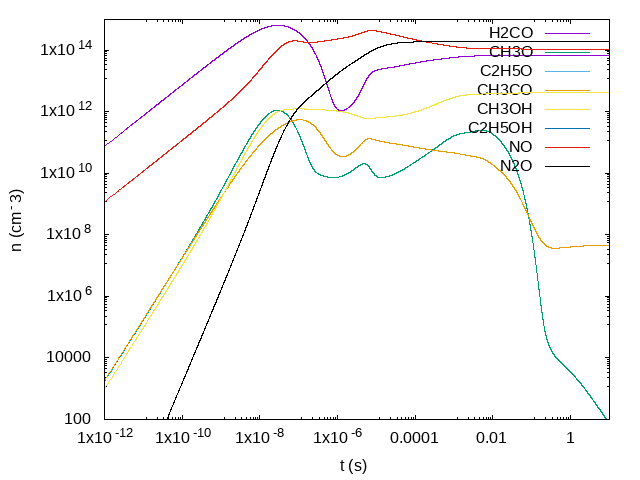 H2CO
1x10^14
CH3O
C2H5O
CH3CO
1x10^12
CH3OH
C2H5OH
NO
N2O
1x10^10
n (cm^-3)
1x10^8
1x10^6
10000
100
1x10^-12 1x10^-10 1x10^-8 1x10^-6 0.0001 0.01 1
t (s)